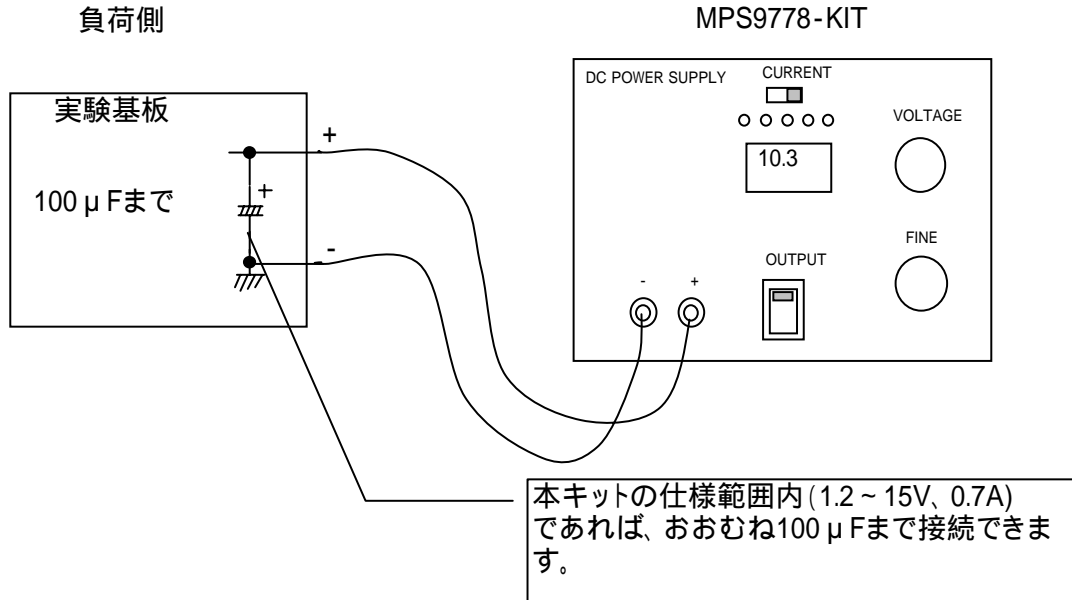 負荷側
MPS9778-KIT
実験基板
100μFまで
+
+
-
DC POWER SUPPLY
CURRENT
10.3
VOLTAGE
FINE
OUTPUT
- +
本キットの仕様範囲内(1.2~15V、0.7A)
であれば、おおむね100μFまで接続できま
す。